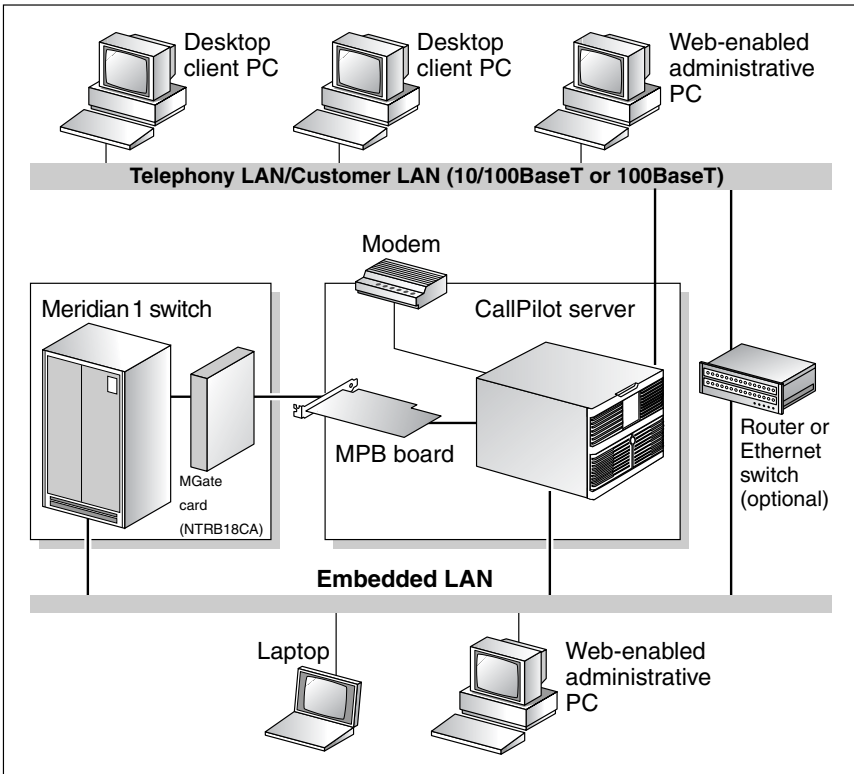 Desktop
client PC
Desktop
client PC
Web-enabled
administrative
PC
Telephony LAN/Customer LAN (10/100BaseT or 100BaseT)
Modem
Meridian 1 switch
CallPilot server
MGate
card
(NTRB18CA)
MPB board
Router or
Ethernet
switch
(optional)
Embedded LAN
Laptop
Web-enabled
administrative
PC